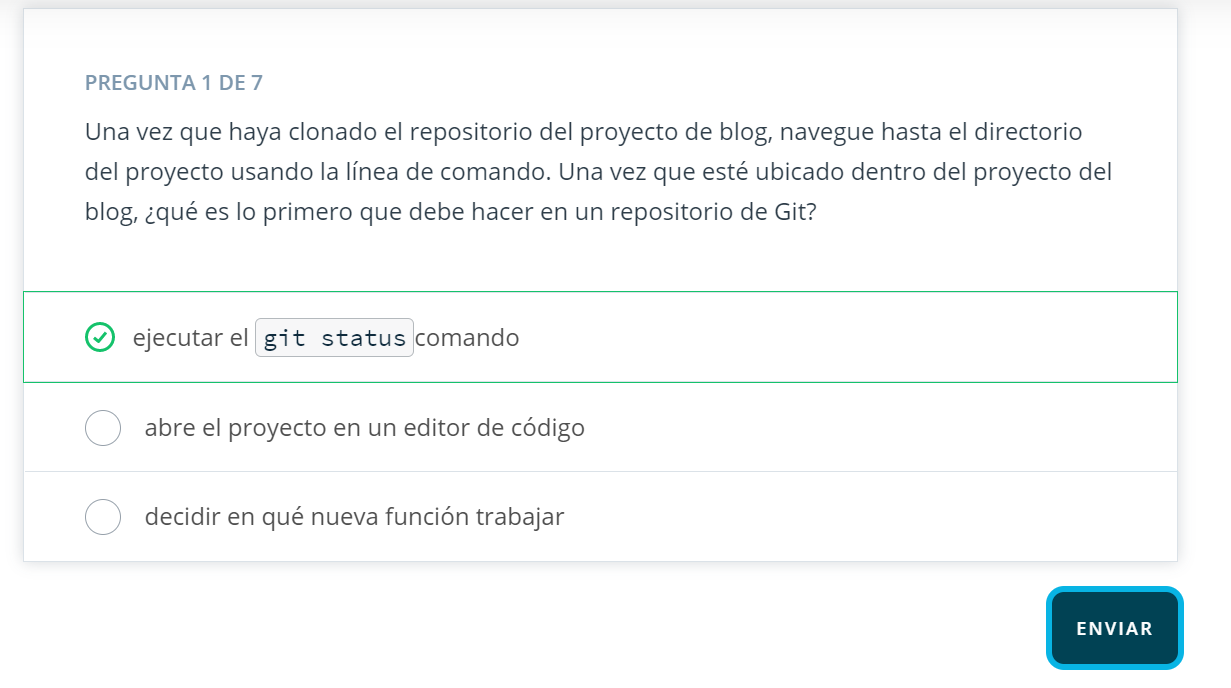 PREGUNTA 1 DE 7
Una vez que haya clonado el repositorio del proyecto de blog, navegue hasta el directorio
del proyecto usando la línea de comando. Una vez que esté ubicado dentro del proyecto del
blog, ¿qué es lo primero que debe hacer en un repositorio de Git?
ejecutar el git status comando
abre el proyecto en un editor de código
decidir en qué nueva función trabajar
ENVIAR